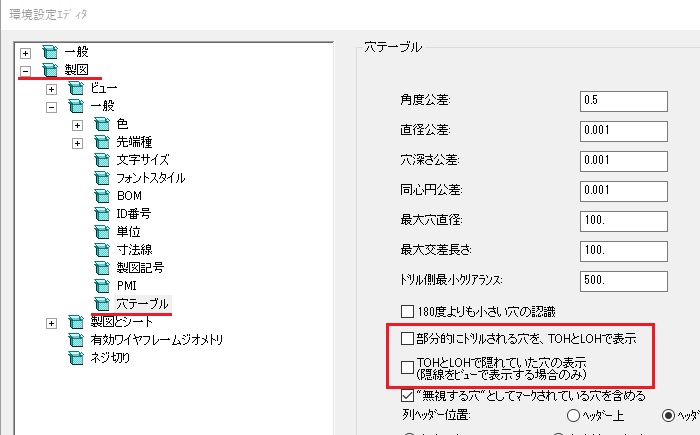 環境設定ｴﾃﾞｨﾀ
一般
製図
ﾋﾞｭｰ
一般
色
先端種
文字ｻｲｽﾞ
ﾌｫﾝﾄｽﾀｲﾙ
BOM
ID番号
単位
寸法線
製図記号
PMI
穴ﾃｰﾌﾞﾙ
製図とｼｰﾄ
有効ﾜｲﾔﾌﾚｰﾑｼﾞｵﾒﾄﾘ
ﾈｼﾞ切り
穴ﾃｰﾌﾞﾙ
角度公差: 0.5
直径公差: 0.001
穴深さ公差: 0.001
同心円公差: 0.001
最大穴直径: 100.
最大交差長さ: 100.
ﾄﾞﾘﾙ側最小ｸﾘｱﾗﾝｽ: 500.
180度よりも小さい穴の認識
部分的にﾄﾞﾘﾙされる穴を、TOHとLOHで表示
TOHとLOHで隠れていた穴の表示
(隠線をﾋﾞｭｰで表示する場合のみ)
"無視する穴"としてﾏｰｸされている穴を含める
列ﾍｯﾀﾞｰ位置: ﾍｯﾀﾞｰ上 ﾍｯﾀﾞ